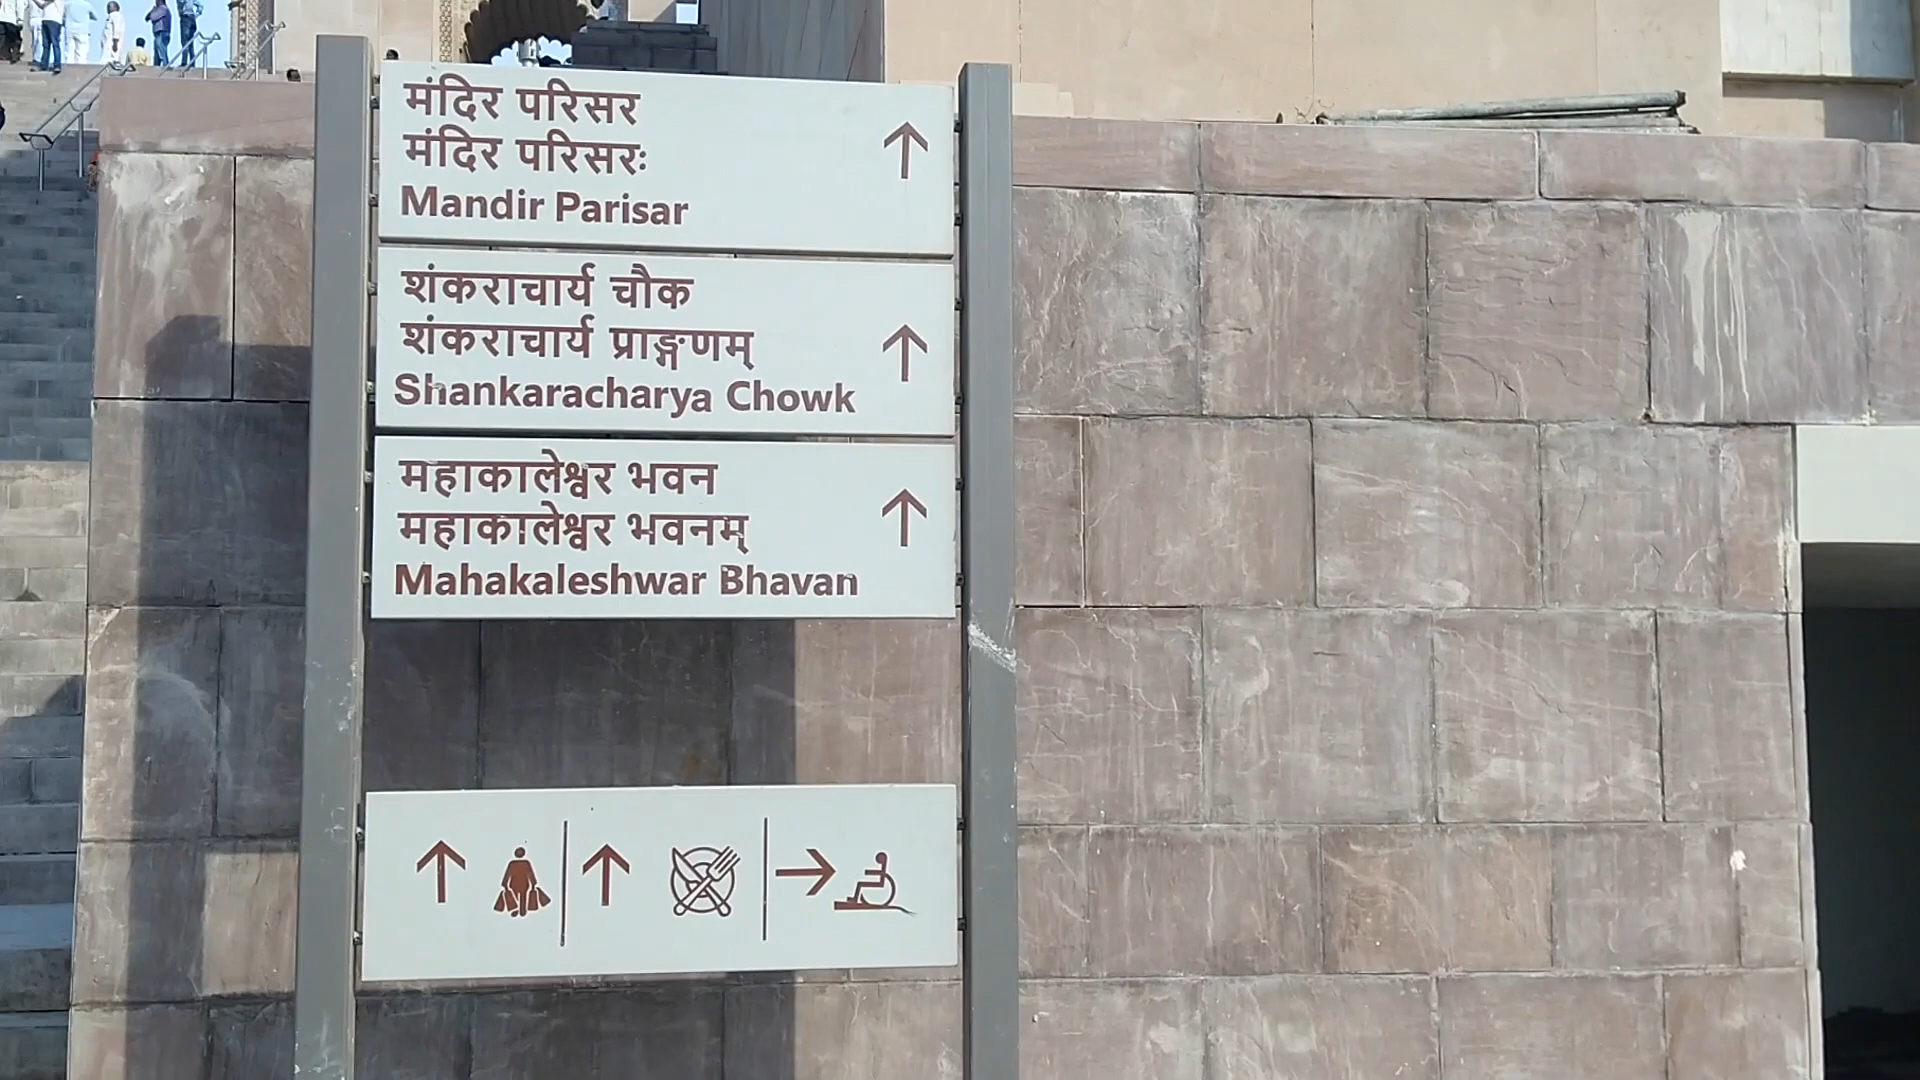 मंदिर परिसर
मंदिर परिसरः
Mandir Parisar
शंकराचार्य चौक
शंकराचार्य प्राङ्गणम्
Shankaracharya Chowk
महाकालेश्वर भवन
महाकालेश्वर भवनम्
Mahakaleshwar Bhavan